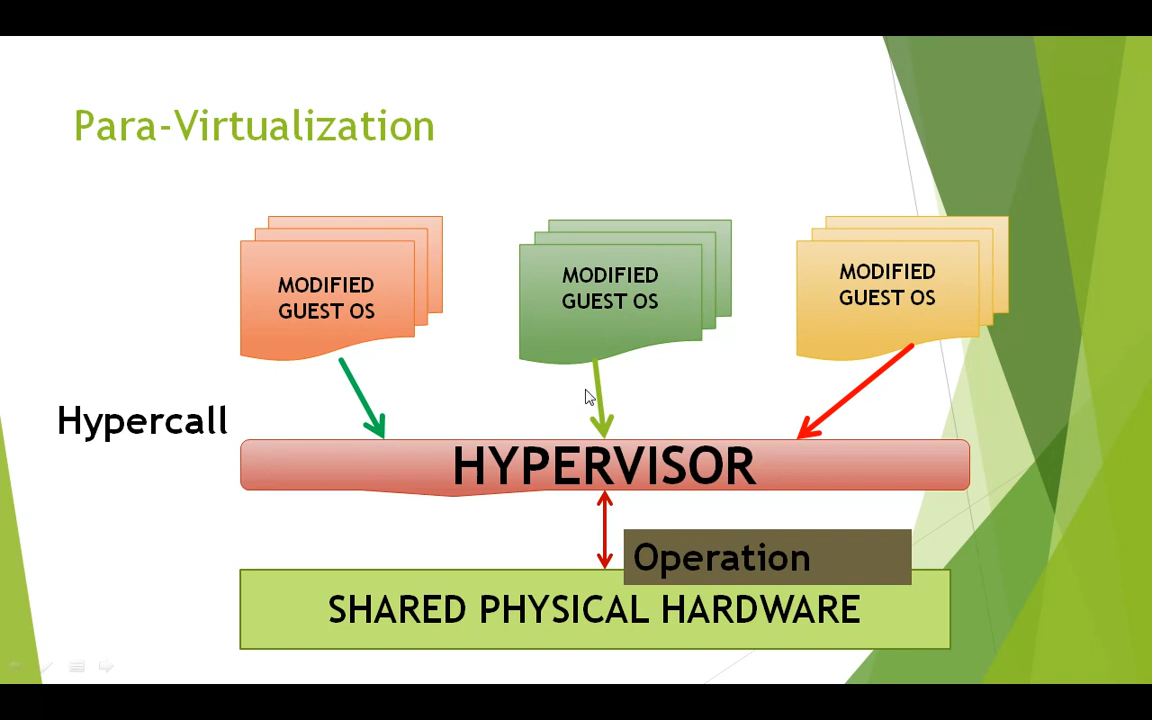 Para-Virtualization
MODIFIED
GUEST OS
MODIFIED
GUEST OS
MODIFIED
GUEST OS
Hypercall
HYPERVISOR
Operation
SHARED PHYSICAL HARDWARE